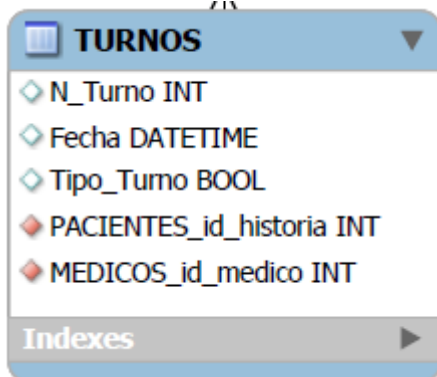 TURNOS
N_Turno INT
Fecha DATETIME
Tipo_Turno BOOL
PACIENTES_id_historia INT
MEDICOS_id_medico INT
Indexes